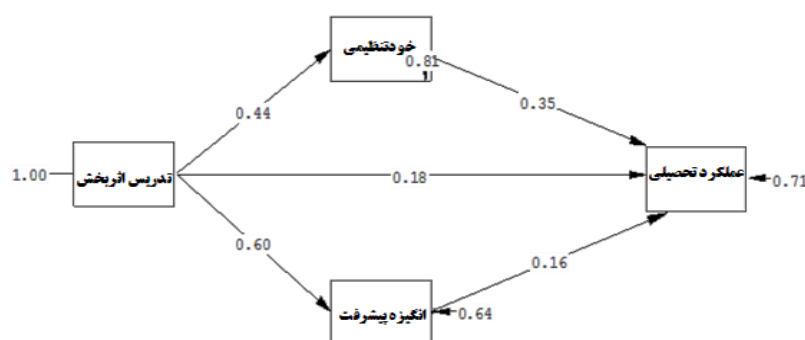 خودتنظیمی
0.81
0.44
0.35
1.00
تدریس اثربخش
0.18
عملکرد تحصیلی
0.71
0.60
0.16
انگیزه پیشرفت
0.64